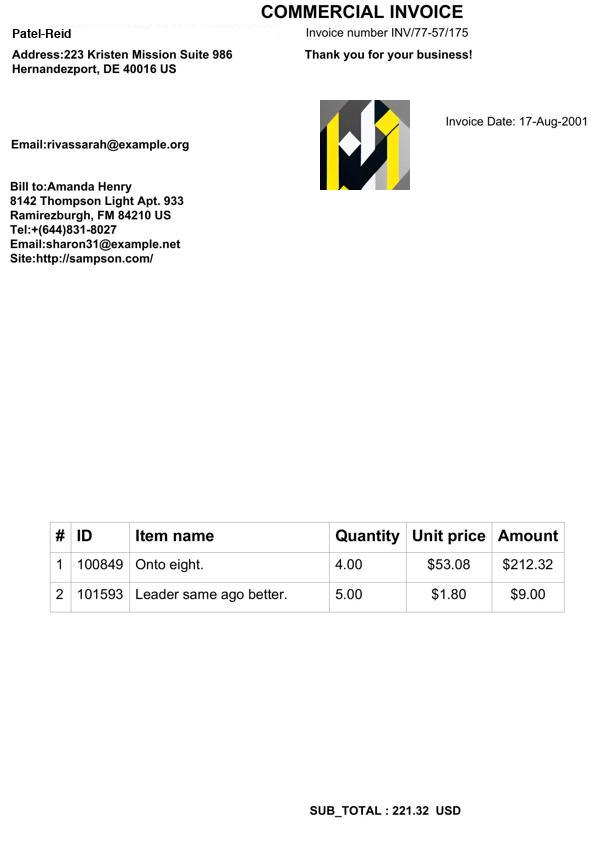 COMMERCIAL INVOICE
Patel-Reid
Invoice number INV/77-57/175
Address:223 Kristen Mission Suite 986
Hernandezport, DE 40016 US
Thank you for your business!
Invoice Date: 17-Aug-2001
Email:rivassarah@example.org
Bill to:Amanda Henry
8142 Thompson Light Apt. 933
Ramirezburgh, FM 84210 US
Tel:+(644)831-8027
Email:sharon31@example.net
Site:http://sampson.com/
# ID Item name Quantity Unit price Amount
1 100849 Onto eight. 4.00 $53.08 $212.32
2 101593 Leader same ago better. 5.00 $1.80 $9.00
SUB_TOTAL : 221.32 USD